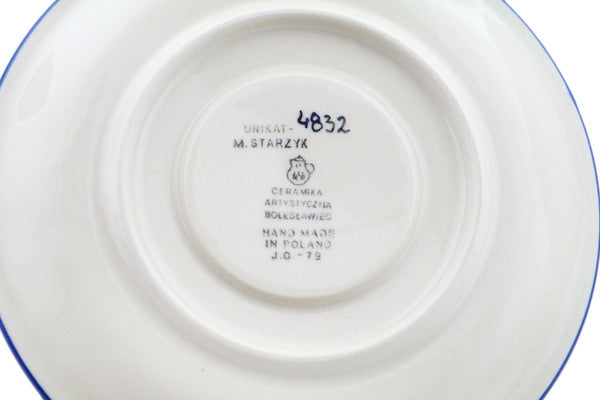 UNIKAT- 4832
M. STARZYK
CERAMIKA
ARTYSTYCZNA
BOLESŁAWIEC
HAND MADE
IN POLAND
J.O.-79